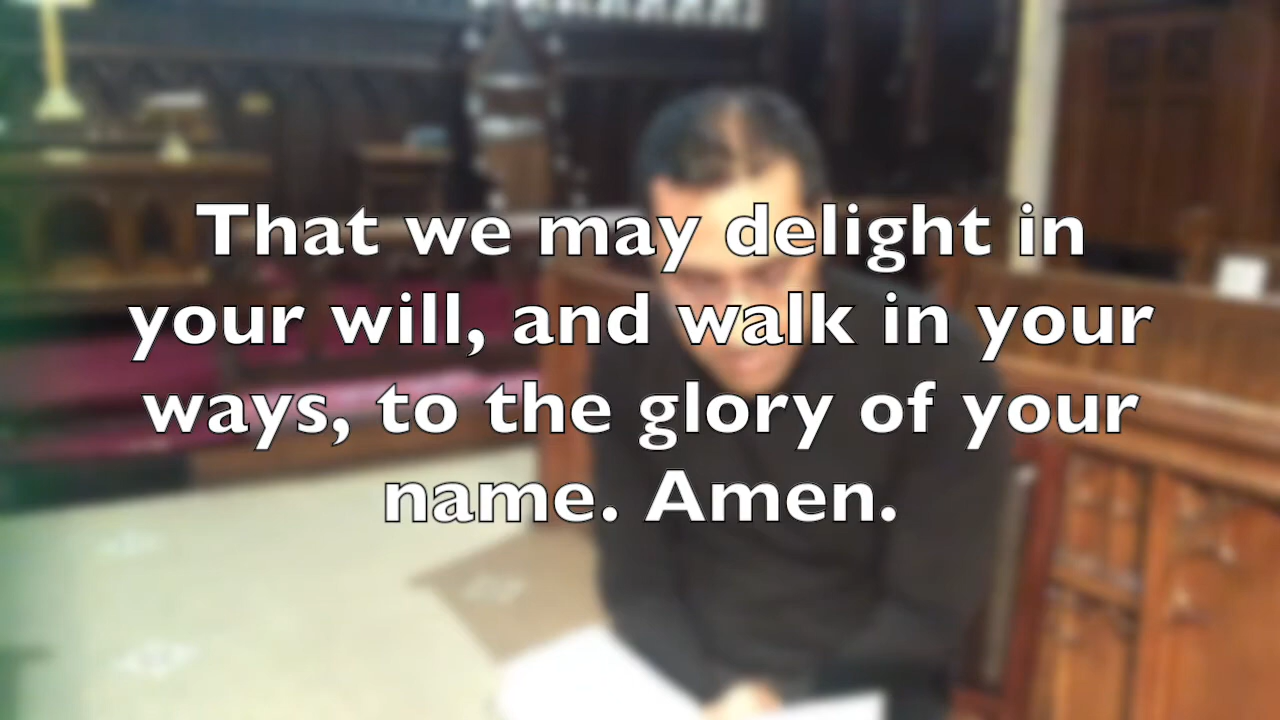 That we may delight in
your will, and walk in your
ways, to the glory of your
name. Amen.